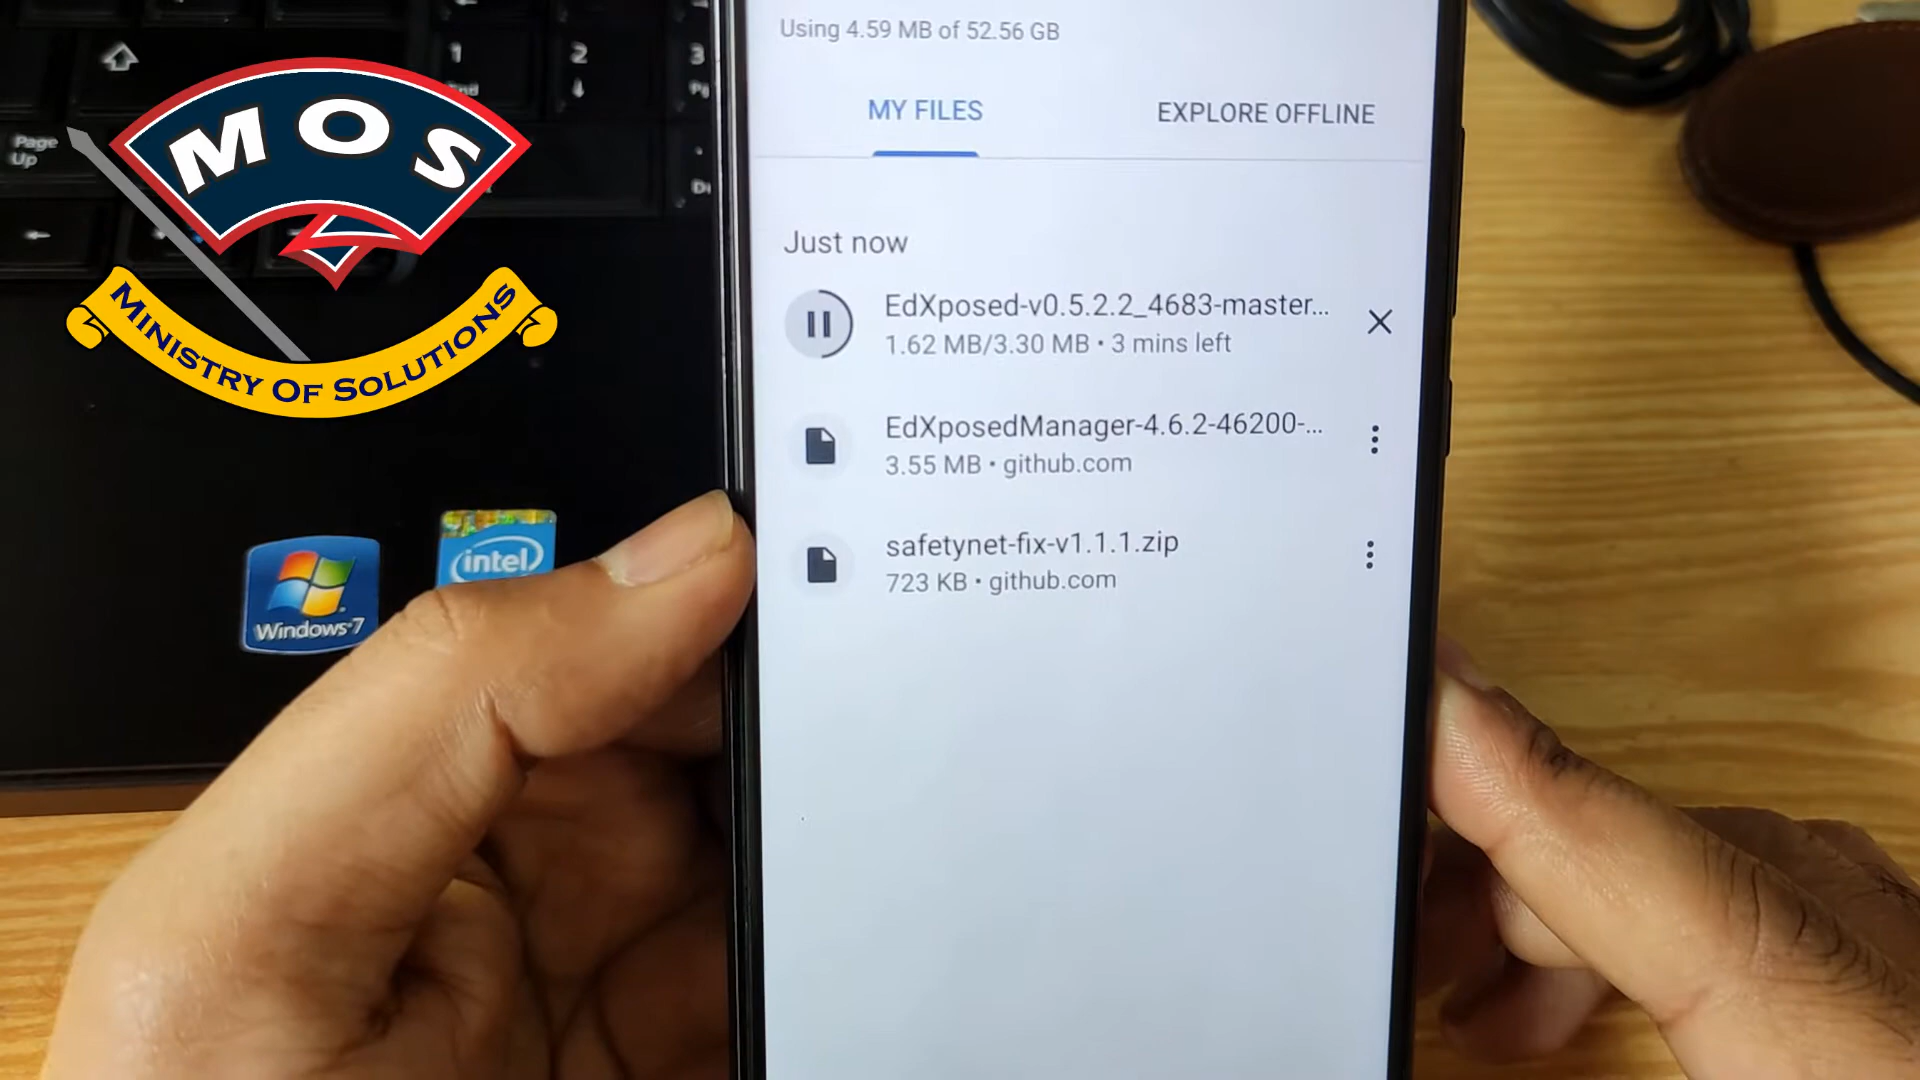 MOS
MINISTRY OF SOLUTIONS
Page
Up
1
2
3
Windows 7
intel
Using 4.59 MB of 52.56 GB
MY FILES
EXPLORE OFFLINE
Just now
EdXposed-v0.5.2.2_4683-master...
1.62 MB/3.30 MB • 3 mins left
EdXposedManager-4.6.2-46200-...
3.55 MB • github.com
safetynet-fix-v1.1.1.zip
723 KB • github.com